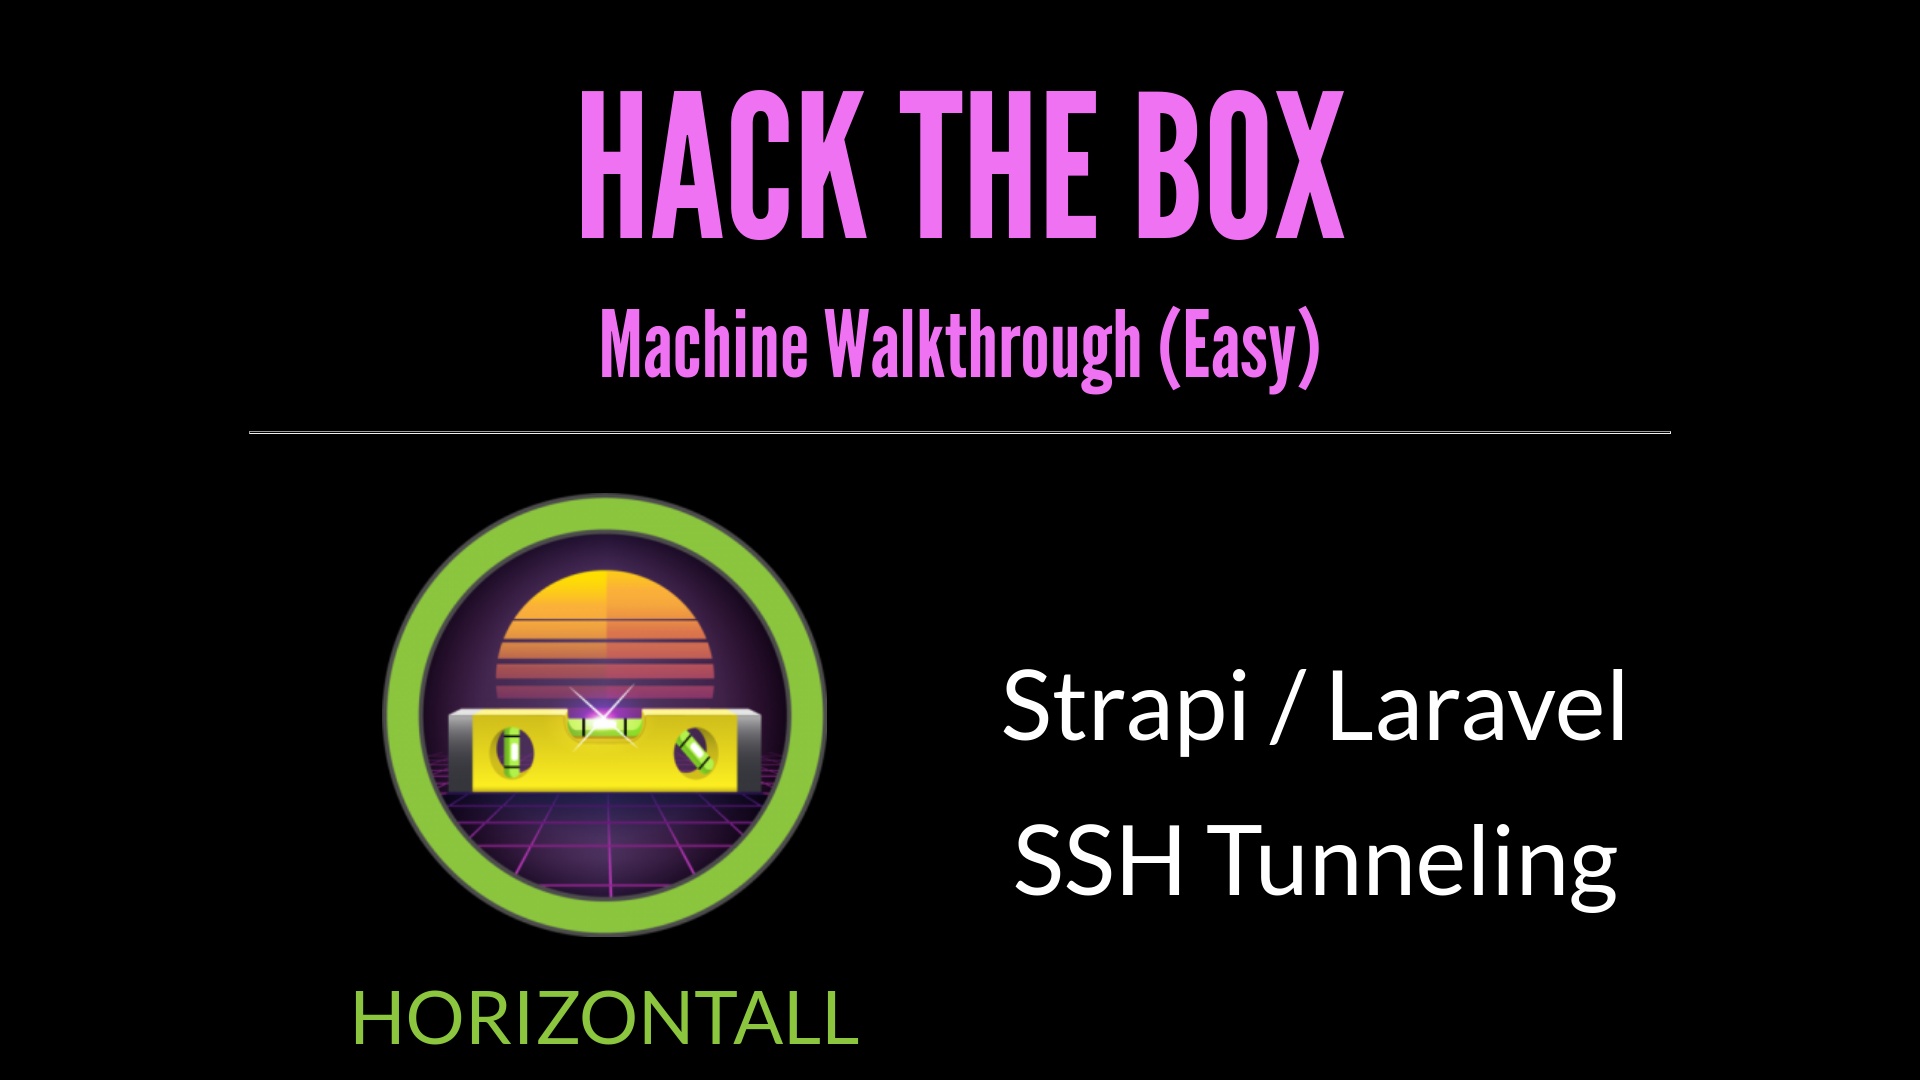 HACK THE BOX
Machine Walkthrough (Easy)
Strapi / Laravel
SSH Tunneling
HORIZONTALL